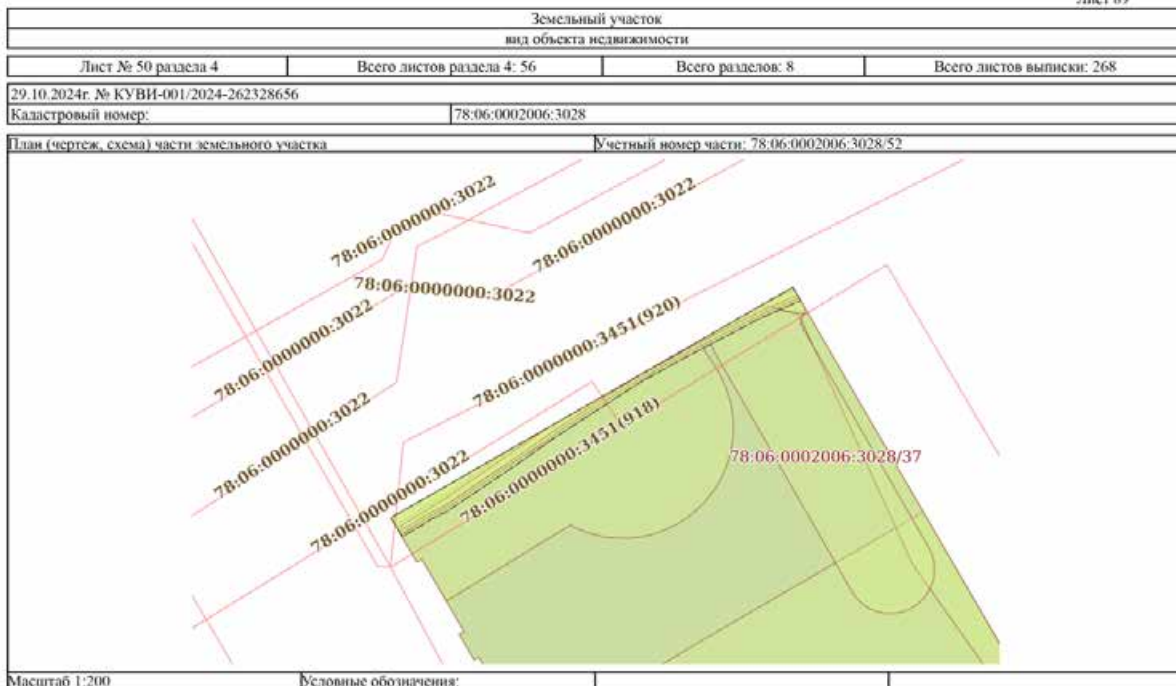 Лист 89
Земельный участок
вид объекта недвижимости
Лист № 50 раздела 4 Всего листов раздела 4: 56 Всего разделов: 8 Всего листов выписки: 268
29.10.2024г. № КУВИ-001/2024-262328656
Кадастровый номер: 78:06:0002006:3028
План (чертеж, схема) части земельного участка Учетный номер части: 78:06:0002006:3028/52
78:06:0000000:3022
78:06:0000000:3022
78:06:0000000:3022
78:06:0000000:3022
78:06:0000000:3451(920)
78:06:0000000:3022
78:06:0000000:3451(918)
78:06:0002006:3028/37
78:06:0000000:3022
Масштаб 1:200 Условные обозначения: